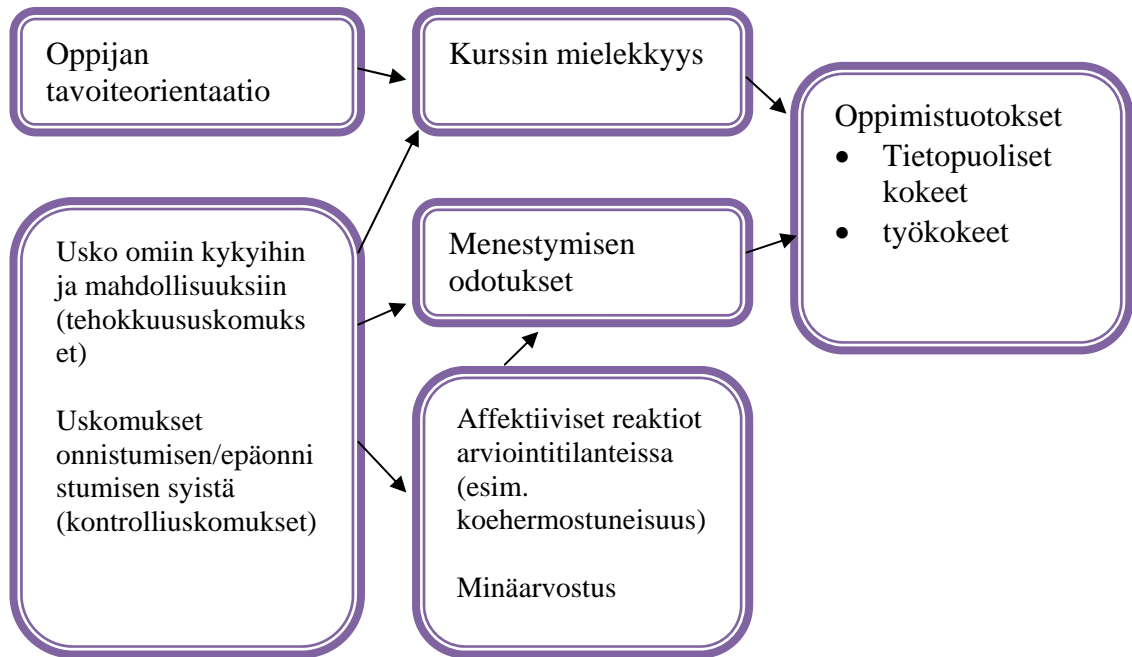 Oppijan
tavoiteorientaatio
Kurssin mielekkyys
Oppimistuotokset
• Tietopuoliset
kokeet
• työkokeet
Usko omiin kykyihin
ja mahdollisuuksiin
(tehokkuususkomuks
et)
Uskomukset
onnistumisen/epäonni
stumisen syistä
(kontrolliuskomukset)
Menestymisen
odotukset
Affektiiviset reaktiot
arviointitilanteissa
(esim.
koehermostuneisuus)
Minäarvostus